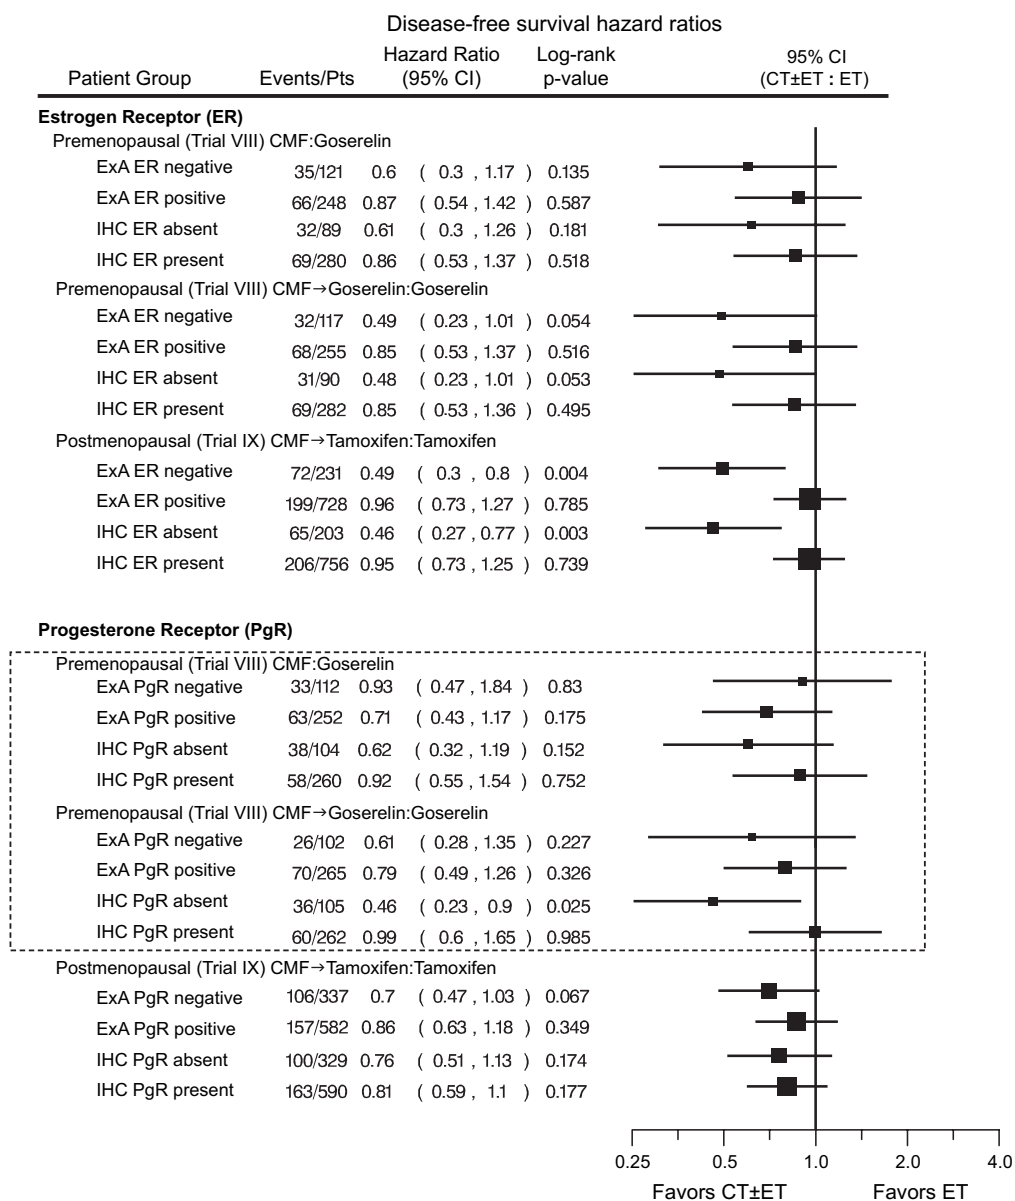 Disease-free survival hazard ratios
Patient Group Events/Pts Hazard Ratio (95% CI) Log-rank p-value 95% CI (CT±ET : ET)
Estrogen Receptor (ER)
Premenopausal (Trial VIII) CMF:Goserelin
ExA ER negative 35/121 0.6 ( 0.3 , 1.17 ) 0.135
ExA ER positive 66/248 0.87 ( 0.54 , 1.42 ) 0.587
IHC ER absent 32/89 0.61 ( 0.3 , 1.26 ) 0.181
IHC ER present 69/280 0.86 ( 0.53 , 1.37 ) 0.518
Premenopausal (Trial VIII) CMF→Goserelin:Goserelin
ExA ER negative 32/117 0.49 ( 0.23 , 1.01 ) 0.054
ExA ER positive 68/255 0.85 ( 0.53 , 1.37 ) 0.516
IHC ER absent 31/90 0.48 ( 0.23 , 1.01 ) 0.053
IHC ER present 69/282 0.85 ( 0.53 , 1.36 ) 0.495
Postmenopausal (Trial IX) CMF→Tamoxifen:Tamoxifen
ExA ER negative 72/231 0.49 ( 0.3 , 0.8 ) 0.004
ExA ER positive 199/728 0.96 ( 0.73 , 1.27 ) 0.785
IHC ER absent 65/203 0.46 ( 0.27 , 0.77 ) 0.003
IHC ER present 206/756 0.95 ( 0.73 , 1.25 ) 0.739
Progesterone Receptor (PgR)
Premenopausal (Trial VIII) CMF:Goserelin
ExA PgR negative 33/112 0.93 ( 0.47 , 1.84 ) 0.83
ExA PgR positive 63/252 0.71 ( 0.43 , 1.17 ) 0.175
IHC PgR absent 38/104 0.62 ( 0.32 , 1.19 ) 0.152
IHC PgR present 58/260 0.92 ( 0.55 , 1.54 ) 0.752
Premenopausal (Trial VIII) CMF→Goserelin:Goserelin
ExA PgR negative 26/102 0.61 ( 0.28 , 1.35 ) 0.227
ExA PgR positive 70/265 0.79 ( 0.49 , 1.26 ) 0.326
IHC PgR absent 36/105 0.46 ( 0.23 , 0.9 ) 0.025
IHC PgR present 60/262 0.99 ( 0.6 , 1.65 ) 0.985
Postmenopausal (Trial IX) CMF→Tamoxifen:Tamoxifen
ExA PgR negative 106/337 0.7 ( 0.47 , 1.03 ) 0.067
ExA PgR positive 157/582 0.86 ( 0.63 , 1.18 ) 0.349
IHC PgR absent 100/329 0.76 ( 0.51 , 1.13 ) 0.174
IHC PgR present 163/590 0.81 ( 0.59 , 1.1 ) 0.177
0.25 0.5 1.0 2.0 4.0
Favors CT±ET Favors ET